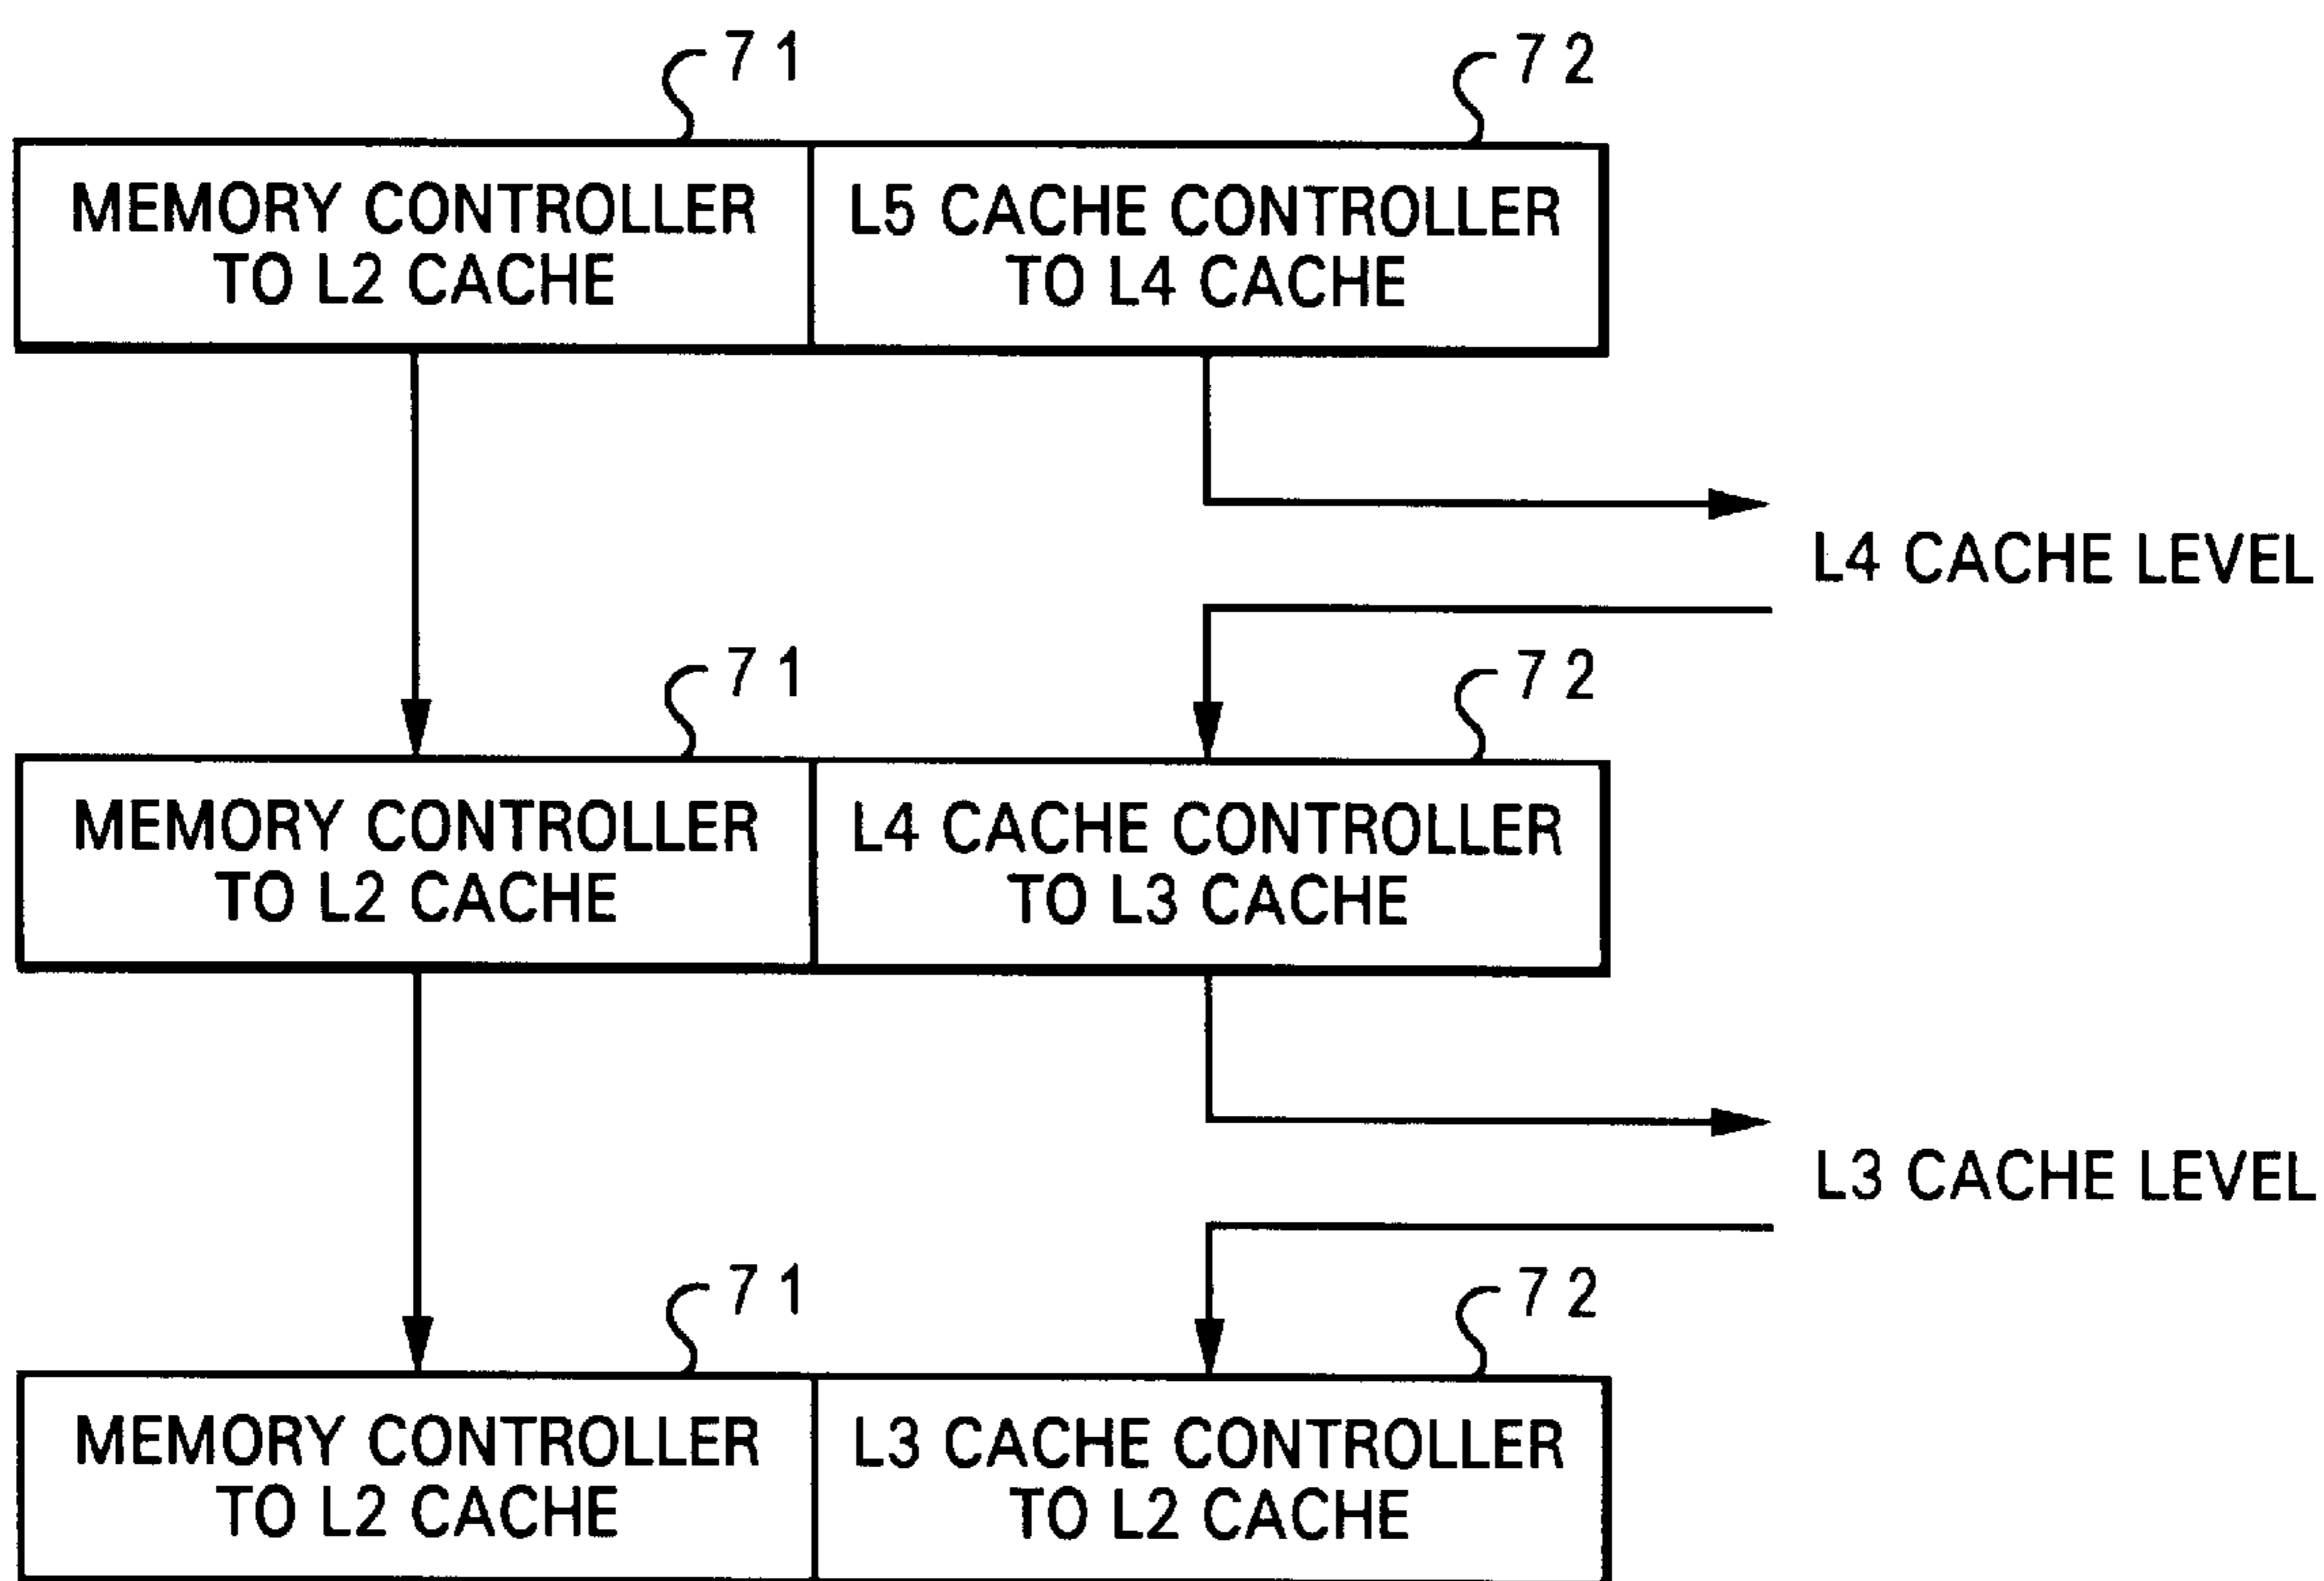 71
72
MEMORY CONTROLLER
TO L2 CACHE
L5 CACHE CONTROLLER
TO L4 CACHE
L4 CACHE LEVEL
71
72
MEMORY CONTROLLER
TO L2 CACHE
L4 CACHE CONTROLLER
TO L3 CACHE
L3 CACHE LEVEL
71
72
MEMORY CONTROLLER
TO L2 CACHE
L3 CACHE CONTROLLER
TO L2 CACHE